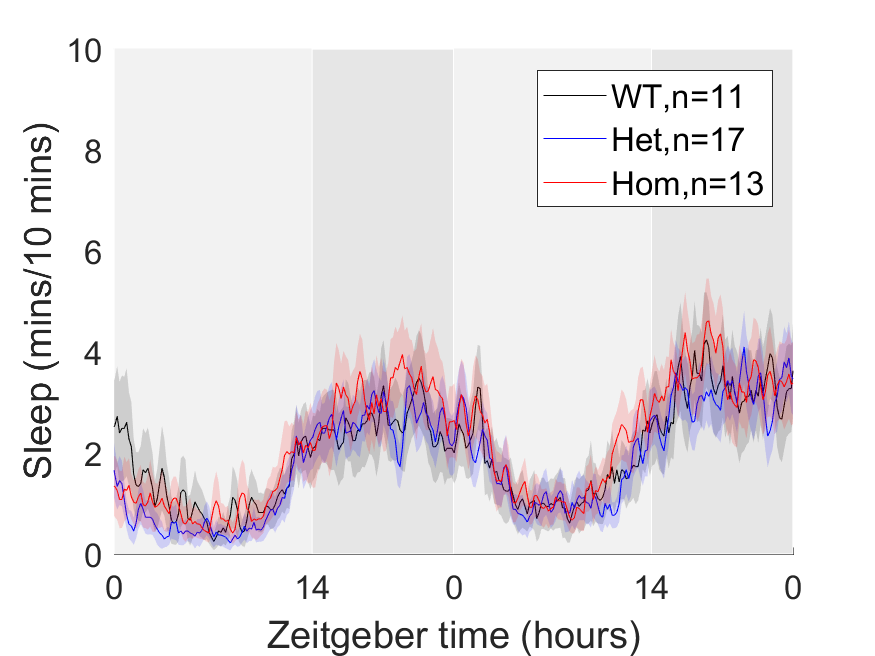 10
8
6
4
2
0
Sleep (mins/10 mins)
WT,n=11
Het,n=17
Hom,n=13
0 14 0 14 0
Zeitgeber time (hours)